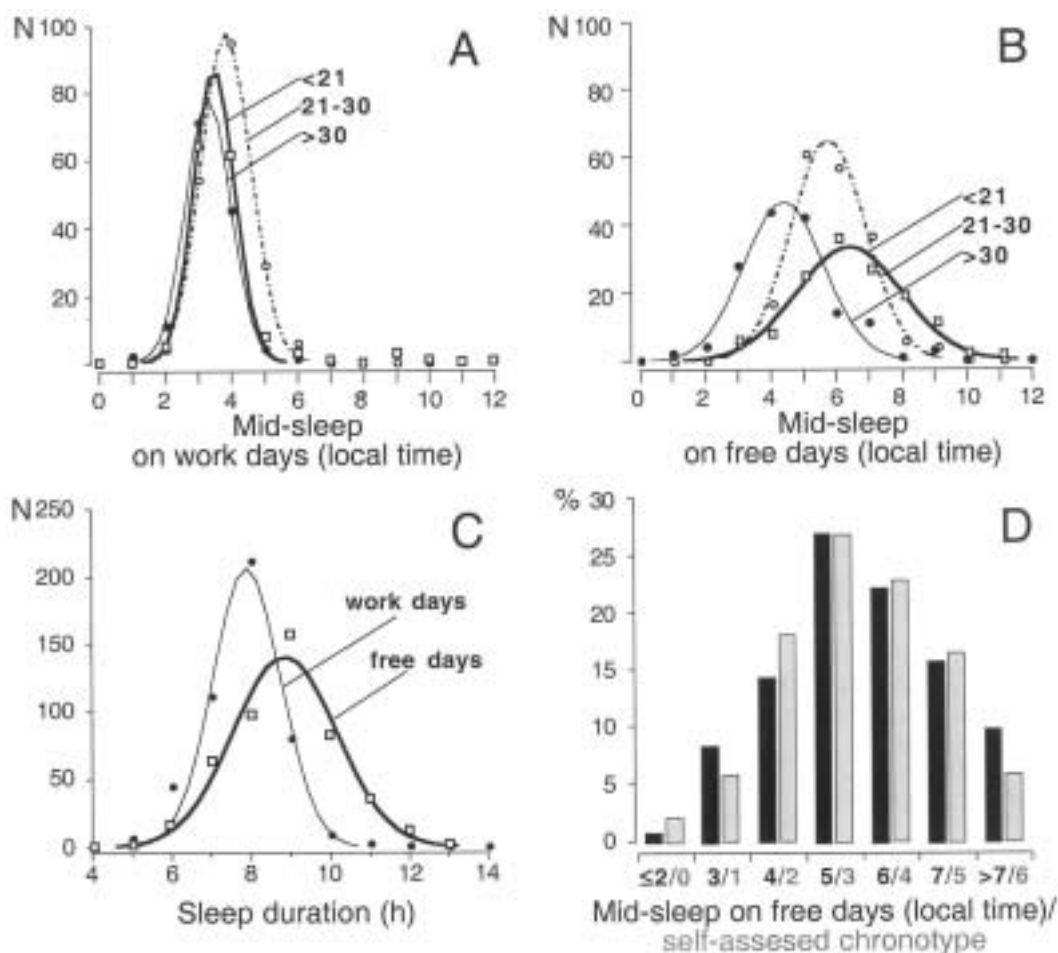 N 100
80
60
40
20
A
<21
21-30
>30
0 2 4 6 8 10 12
Mid-sleep
on work days (local time)
N 100
80
60
40
20
B
<21
21-30
>30
0 2 4 6 8 10 12
Mid-sleep
on free days (local time)
N 250
200
150
100
50
0
C
work days
free days
4 6 8 10 12 14
Sleep duration (h)
% 30
25
20
15
10
5
0
D
≤2/0 3/1 4/2 5/3 6/4 7/5 >7/6
Mid-sleep on free days (local time)/
self-assesed chronotype